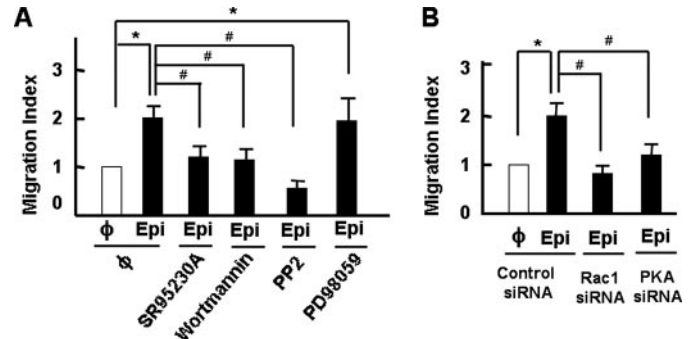 A
*
* # # #
Migration Index
3
2
1
0
ϕ Epi Epi Epi Epi Epi
ϕ
SR95230A
Wortmannin
PP2
PD98059
B
* # #
Migration Index
3
2
1
0
ϕ Epi Epi Epi
Control siRNA
Rac1 siRNA
PKA siRNA